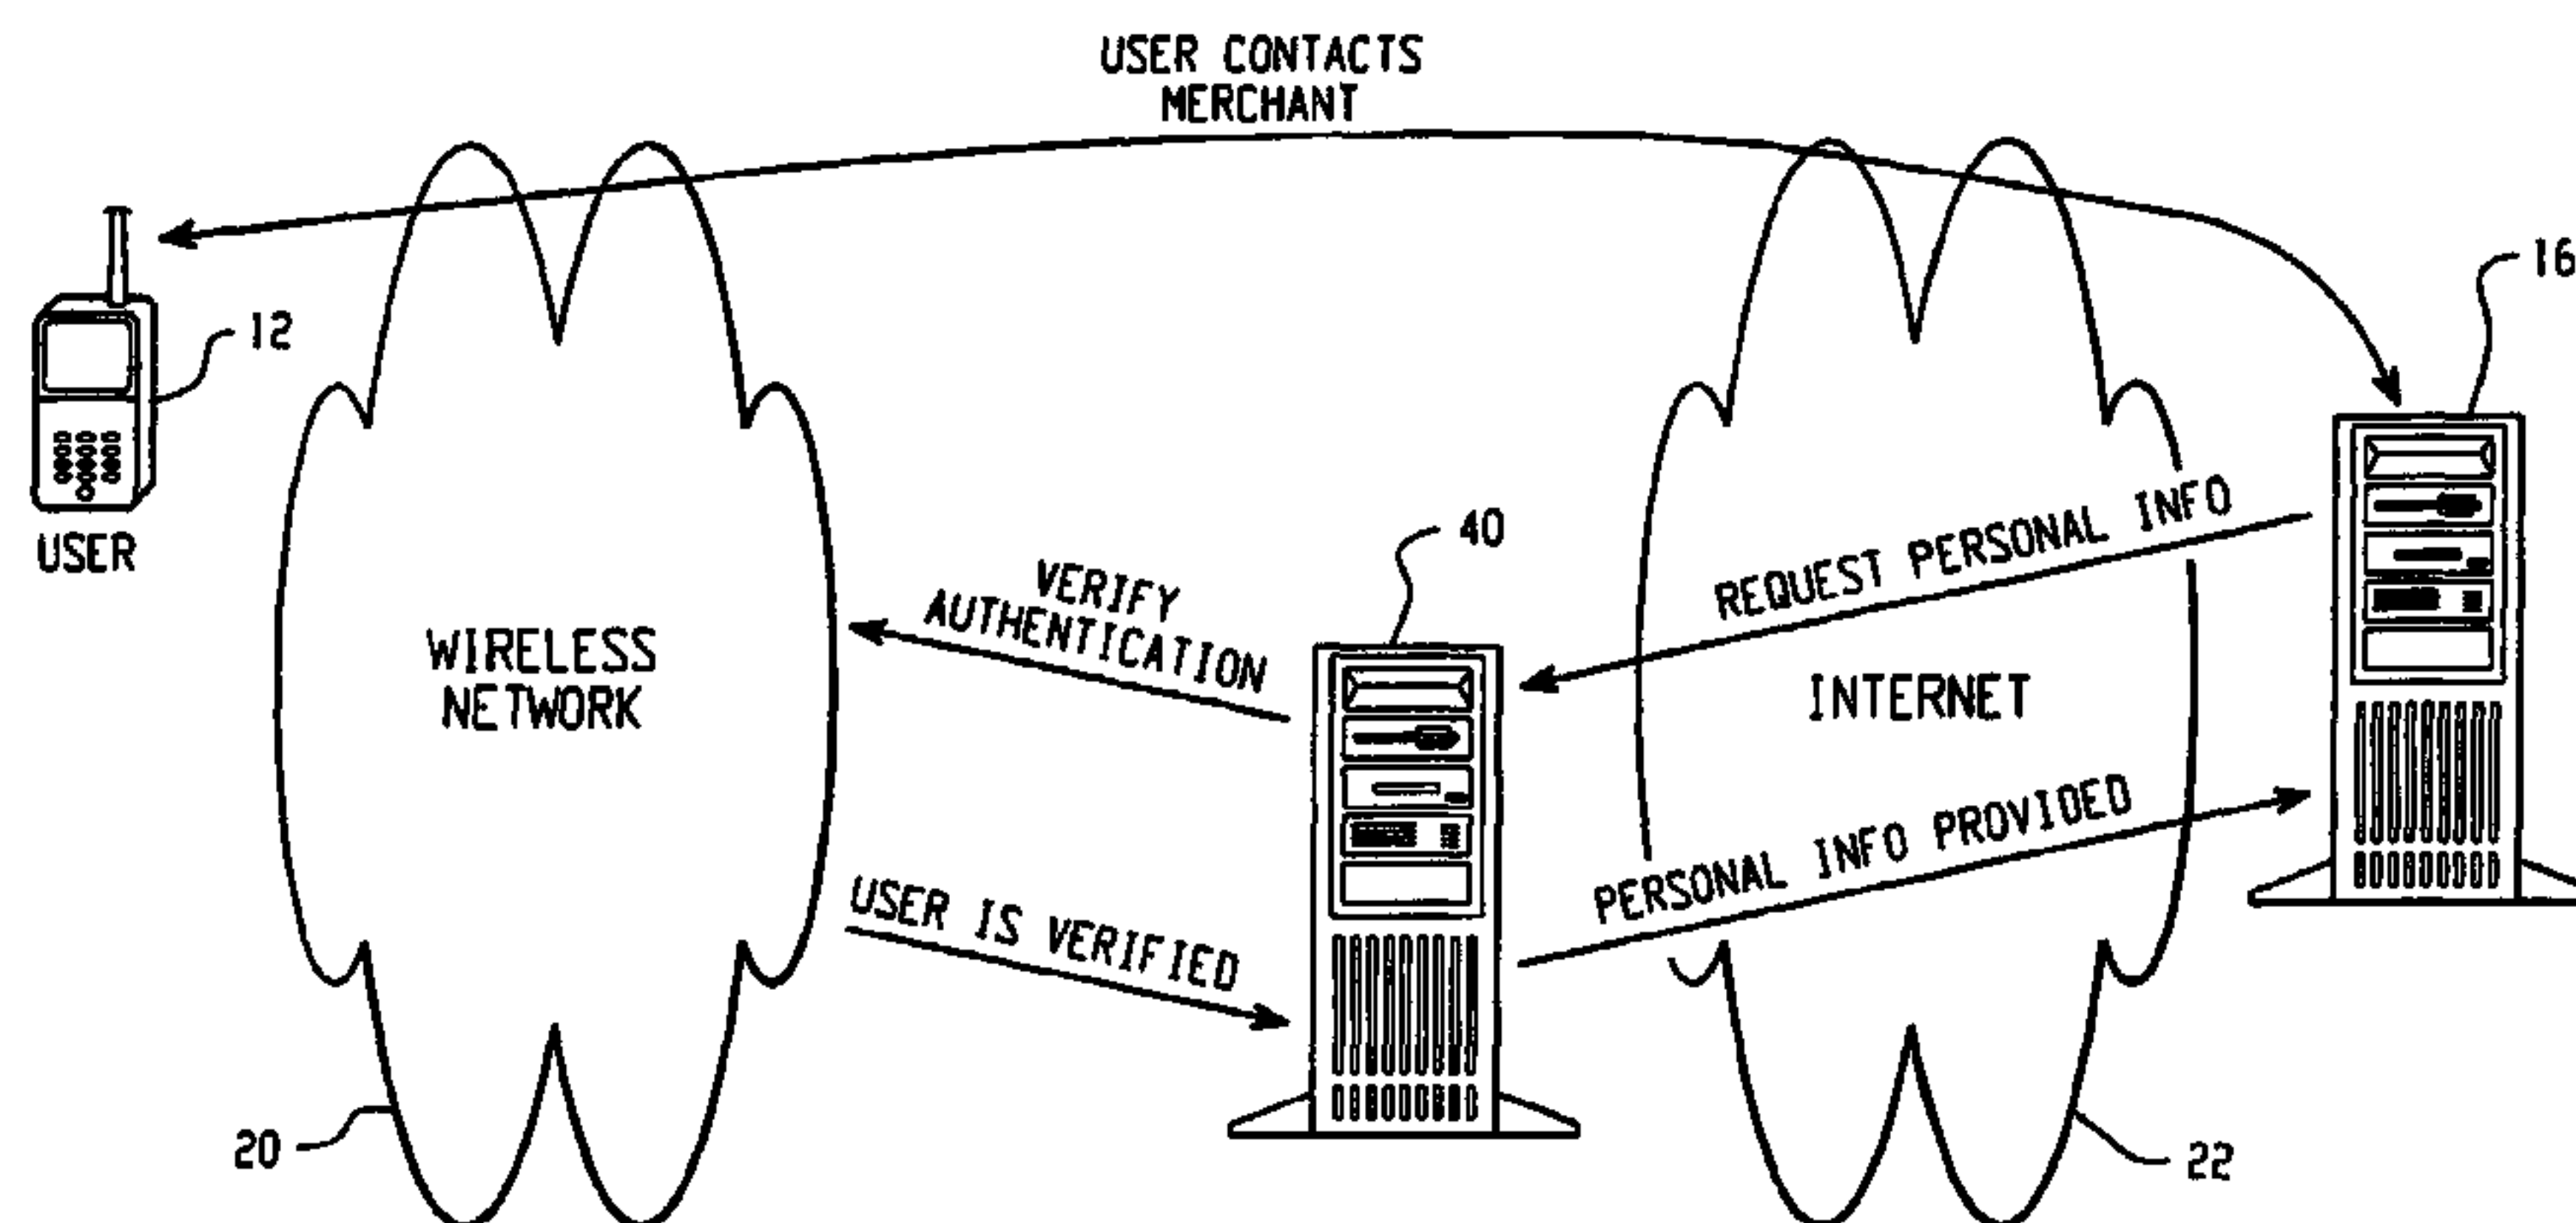 USER CONTACTS
MERCHANT
16
12
USER
40
REQUEST PERSONAL INFO
VERIFY
AUTHENTICATION
WIRELESS
NETWORK
INTERNET
PERSONAL INFO PROVIDED
USER IS VERIFIED
20
22